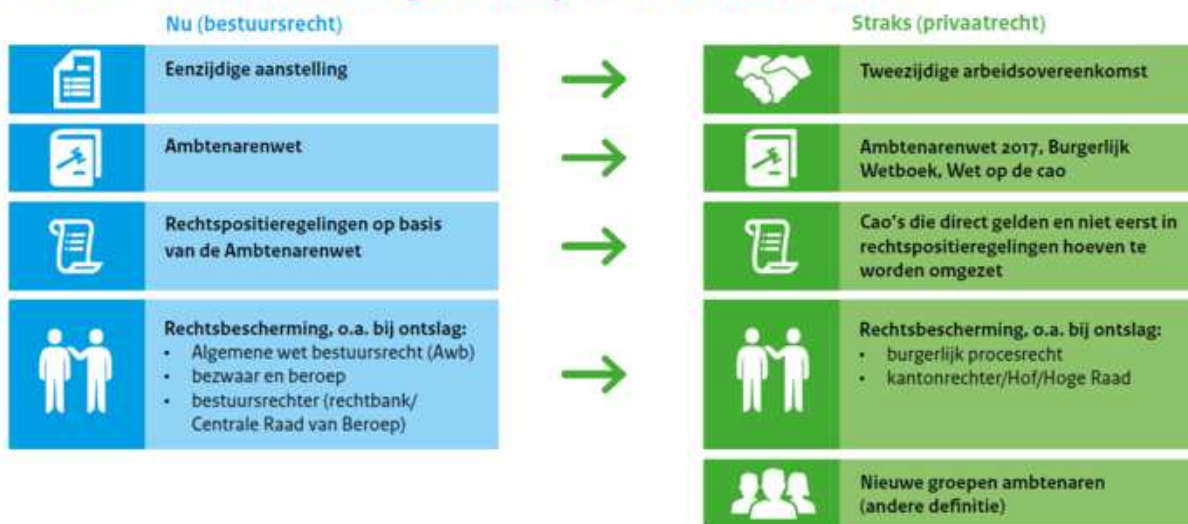 Nu (bestuursrecht)
Straks (privaatrecht)
Eenzijdige aanstelling
Tweezijdige arbeidsovereenkomst
Ambtenarenwet
Ambtenarenwet 2017, Burgerlijk
Wetboek, Wet op de cao
Rechtspositieregelingen op basis
van de Ambtenarenwet
Cao's die direct gelden en niet eerst in
rechtspositieregelingen hoeven te
worden omgezet
Rechtsbescherming, o.a. bij ontslag:
• Algemene wet bestuursrecht (Awb)
• bezwaar en beroep
• bestuursrechter (rechtbank/
Centrale Raad van Beroep)
Rechtsbescherming, o.a. bij ontslag:
• burgerlijk procesrecht
• kantonrechter/Hof/Hoge Raad
Nieuwe groepen ambtenaren
(andere definitie)